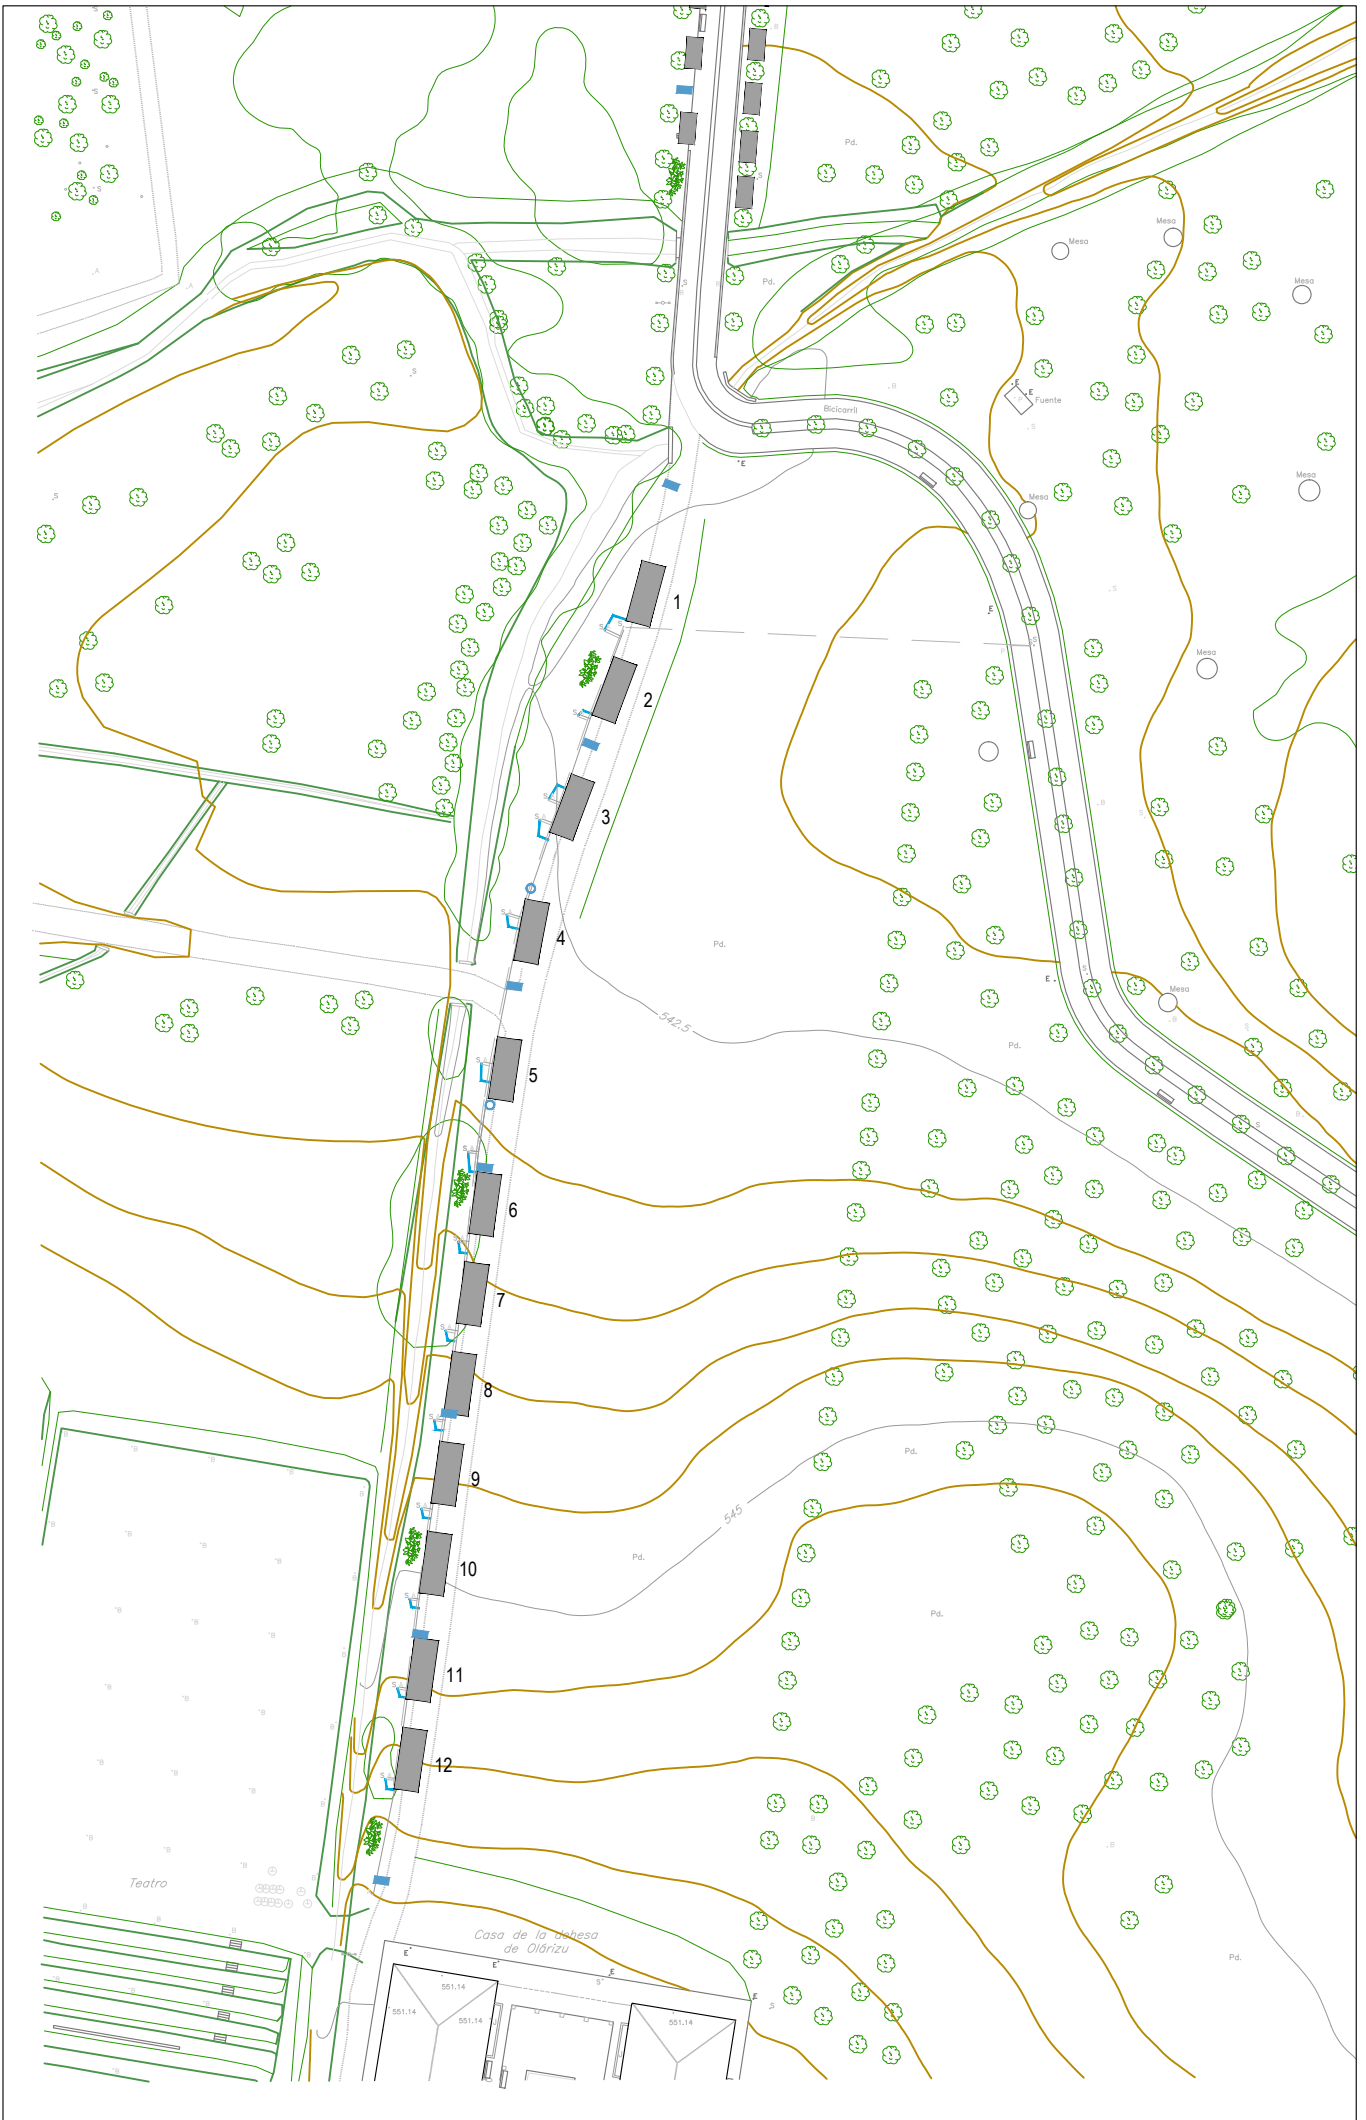 Pd.
Mesa
Mesa
Pd.
Mesa
Bicicarril
Fuente
Mesa
Mesa
1
Mesa
2
3
4
Pd.
Mesa
542.5
Pd.
5
6
7
8
Pd.
9
545
Pd.
10
Pd.
11
12
Teatro
Casa de la dehesa
de Olárizu
Pd.
551.14
551.14
551.14
551.14